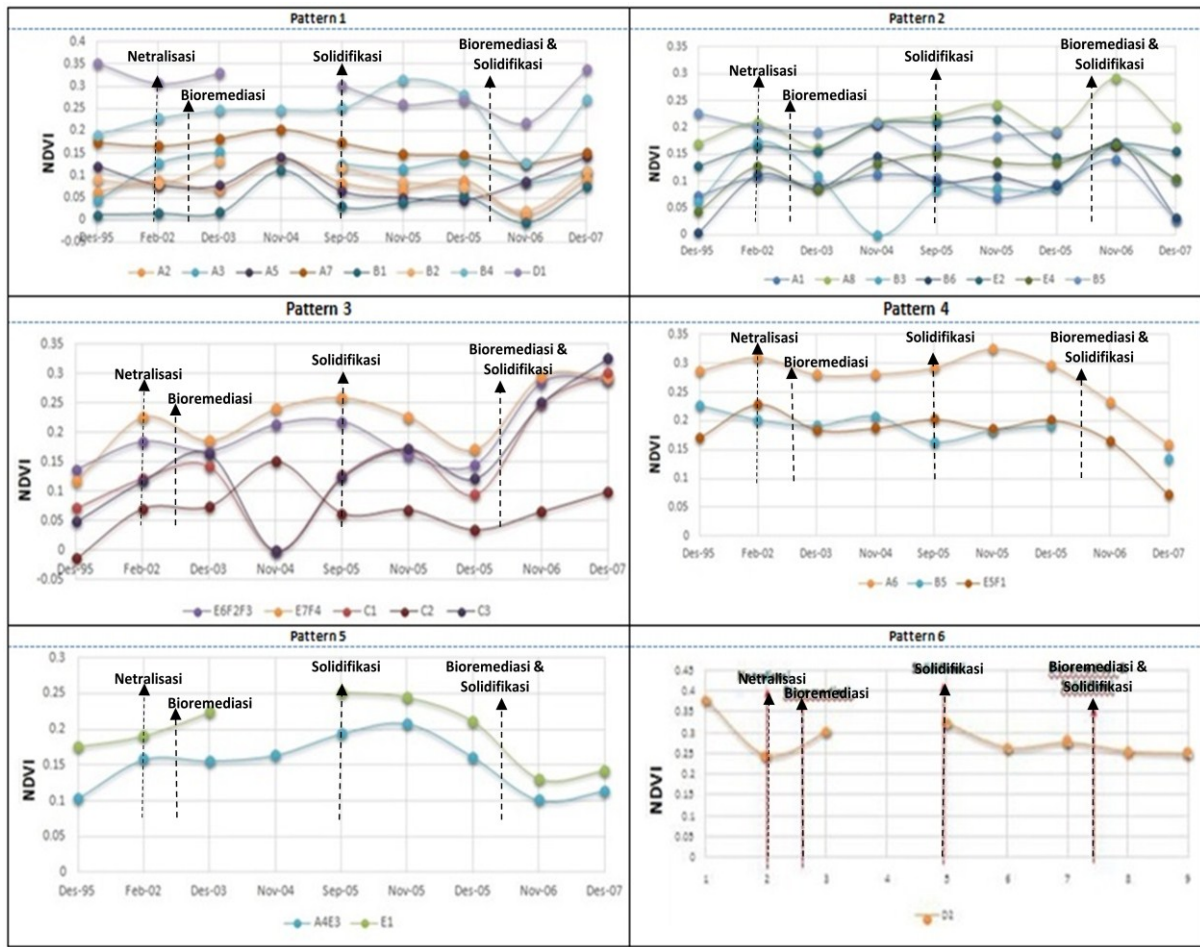 Pattern 1
0.4
0.35
0.3
0.25
0.2
0.15
0.1
0.05
0
-0.05
NDVI
Netralisasi
Bioremediasi
Solidifikasi
Bioremediasi &
Solidifikasi
Des-95 Feb-02 Des-03 Nov-04 Sep-05 Nov-05 Des-05 Nov-06 Des-07
A2 A3 A5 A7 B1 B2 B4 D1
Pattern 2
0.35
0.3
0.25
0.2
0.15
0.1
0.05
0
NDVI
Netralisasi
Bioremediasi
Solidifikasi
Bioremediasi &
Solidifikasi
Des-95 Feb-02 Des-03 Nov-04 Sep-05 Nov-05 Des-05 Nov-06 Des-07
A1 A8 B3 B6 E2 E4 B5
Pattern 3
0.35
0.3
0.25
0.2
0.15
0.1
0.05
0
-0.05
NDVI
Netralisasi
Bioremediasi
Solidifikasi
Bioremediasi &
Solidifikasi
Des-95 Feb-02 Des-03 Nov-04 Sep-05 Nov-05 Des-05 Nov-06 Des-07
E6F2F3 E7F4 C1 C2 C3
Pattern 4
0.35
0.3
0.25
0.2
0.15
0.1
0.05
0
NDVI
Netralisasi
Bioremediasi
Solidifikasi
Bioremediasi &
Solidifikasi
Des-95 Feb-02 Des-03 Nov-04 Sep-05 Nov-05 Des-05 Nov-06 Des-07
A6 B5 E5F1
Pattern 5
0.3
0.25
0.2
0.15
0.1
0.05
0
NDVI
Netralisasi
Bioremediasi
Solidifikasi
Bioremediasi &
Solidifikasi
Des-95 Feb-02 Des-03 Nov-04 Sep-05 Nov-05 Des-05 Nov-06 Des-07
A4E3 E1
Pattern 6
0.45
0.4
0.35
0.3
0.25
0.2
0.15
0.1
0.05
0
NDVI
Netralisasi
Bioremediasi
Solidifikasi
Bioremediasi &
Solidifikasi
1 2 3 4 5 6 7 8 9
D2